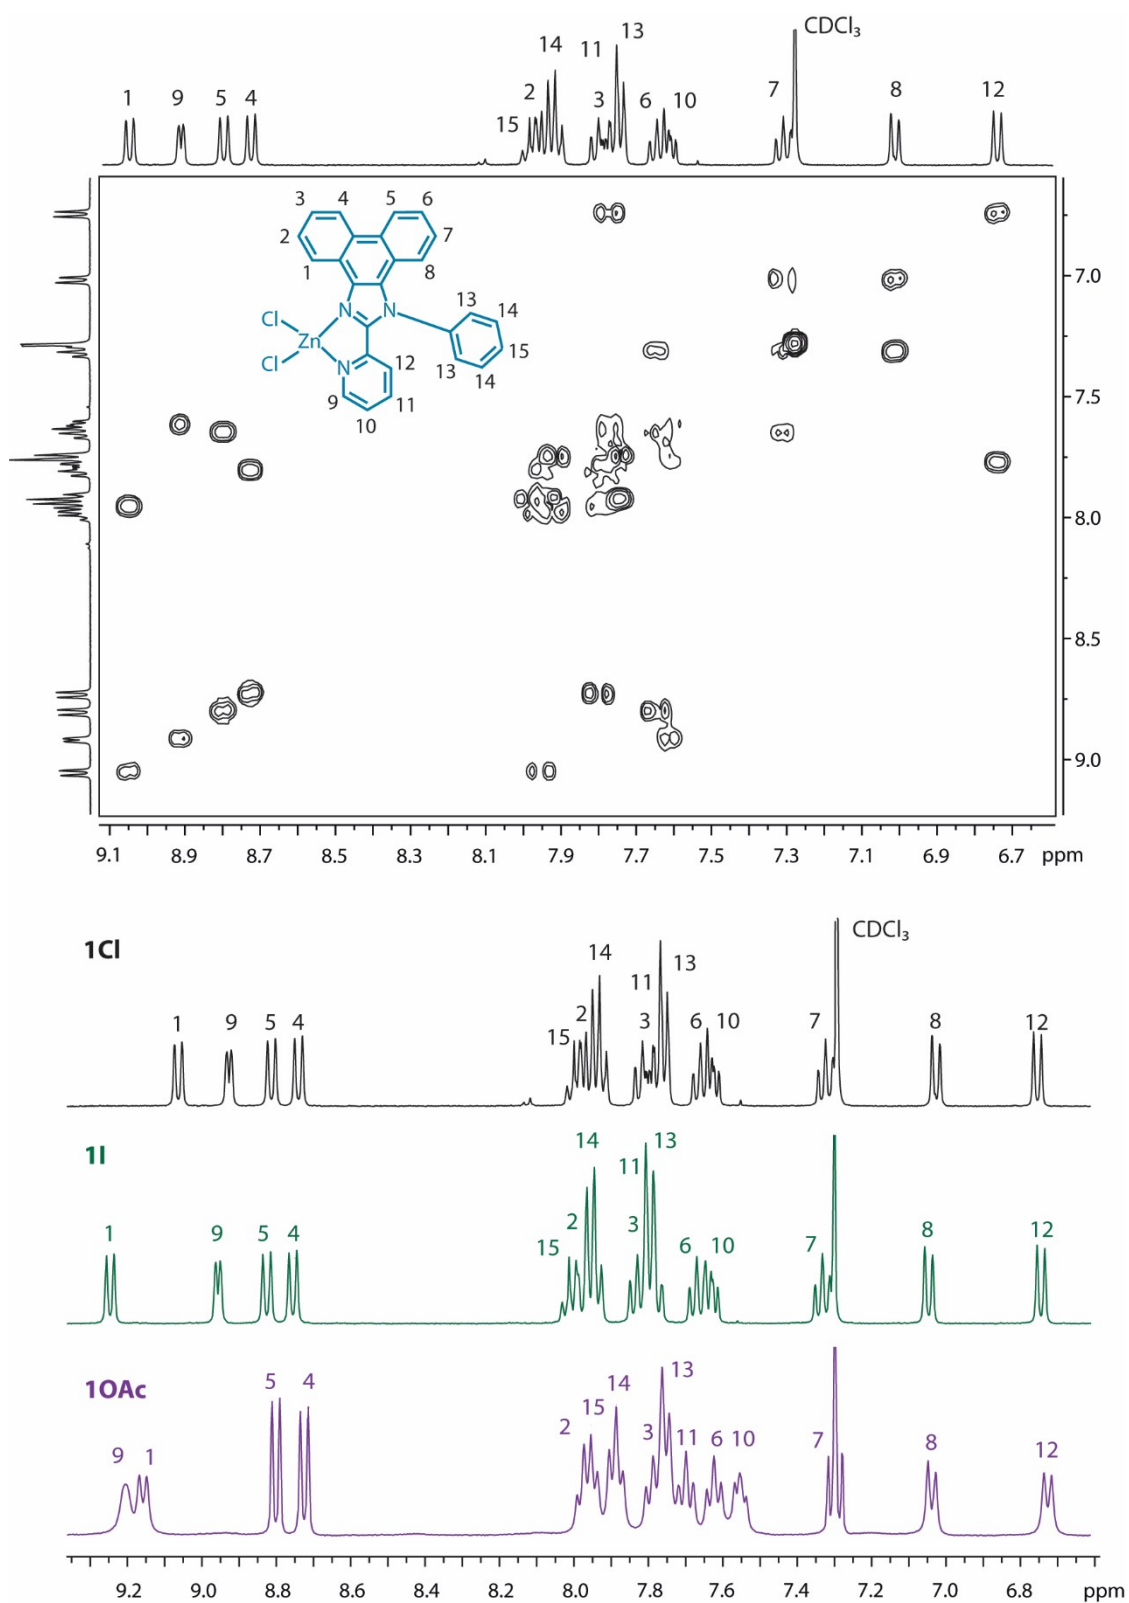 CDCl₃
13
14
11
1 9 5 4 2 3 6 10 7 8 12
15
3 4 5 6
2 7
1 8
N N 13 14
Cl
Zn 15
Cl N 12 13 14
9 11
10
7.0
7.5
8.0
8.5
9.0
9.1 8.9 8.7 8.5 8.3 8.1 7.9 7.7 7.5 7.3 7.1 6.9 6.7 ppm
CDCl₃
1Cl
14 11 13
1 9 5 4 15 2 3 6 10 7 8 12
1I
14 13
11
1 9 5 4 15 2 3 6 10 7 8 12
1OAc
5 4 14 13
15
9 1 2 3 11 6 10 7 8 12
9.2 9.0 8.8 8.6 8.4 8.2 8.0 7.8 7.6 7.4 7.2 7.0 6.8 ppm